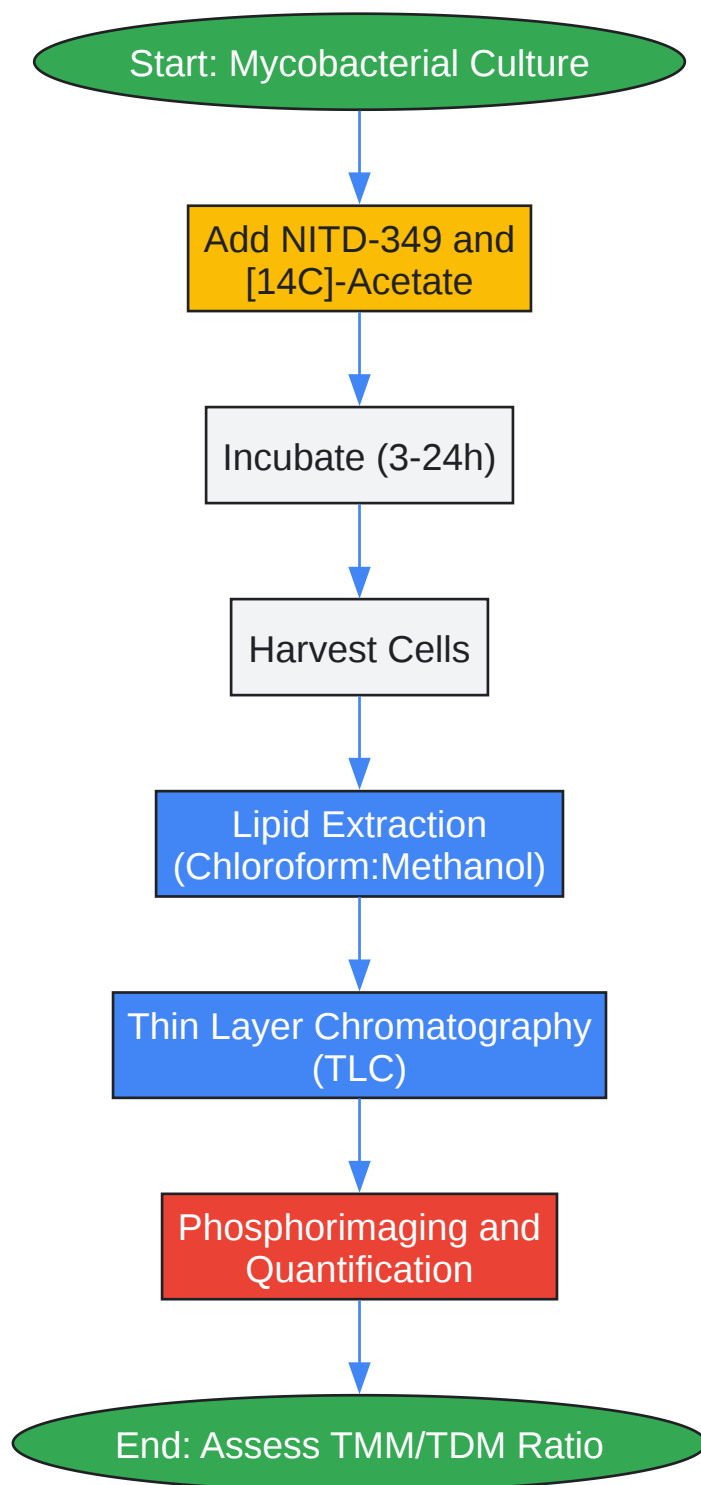 Start: Mycobacterial Culture
Add NITD-349 and
[14C]-Acetate
Incubate (3-24h)
Harvest Cells
Lipid Extraction
(Chloroform:Methanol)
Thin Layer Chromatography
(TLC)
Phosphorimaging and
Quantification
End: Assess TMM/TDM Ratio